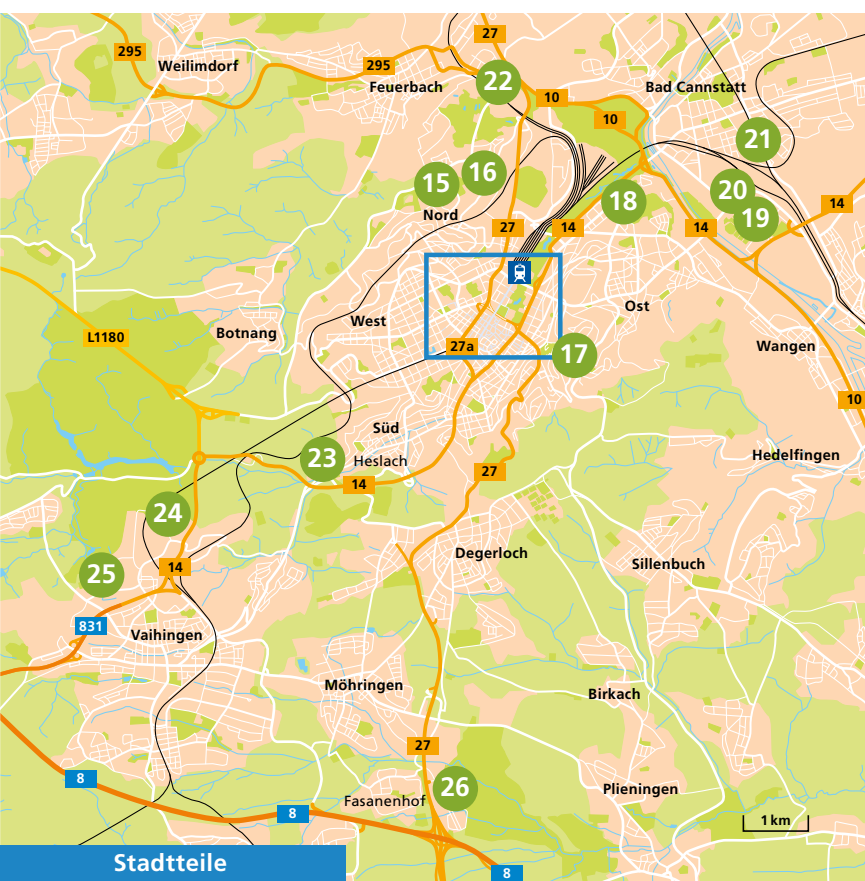 27
295
Weilimdorf
295
Feuerbach
22
Bad Cannstatt
10
10
21
15
16
20
18
14
19
Nord
27
14
14
Ost
West
Botnang
L1180
27a
17
Wangen
10
Süd
23
Heslach
Hedelfingen
27
14
24
Degerloch
Sillenbuch
25
14
831
Vaihingen
Möhringen
Birkach
27
8
26
Fasanenhof
Plieningen
8
1 km
Stadtteile
8